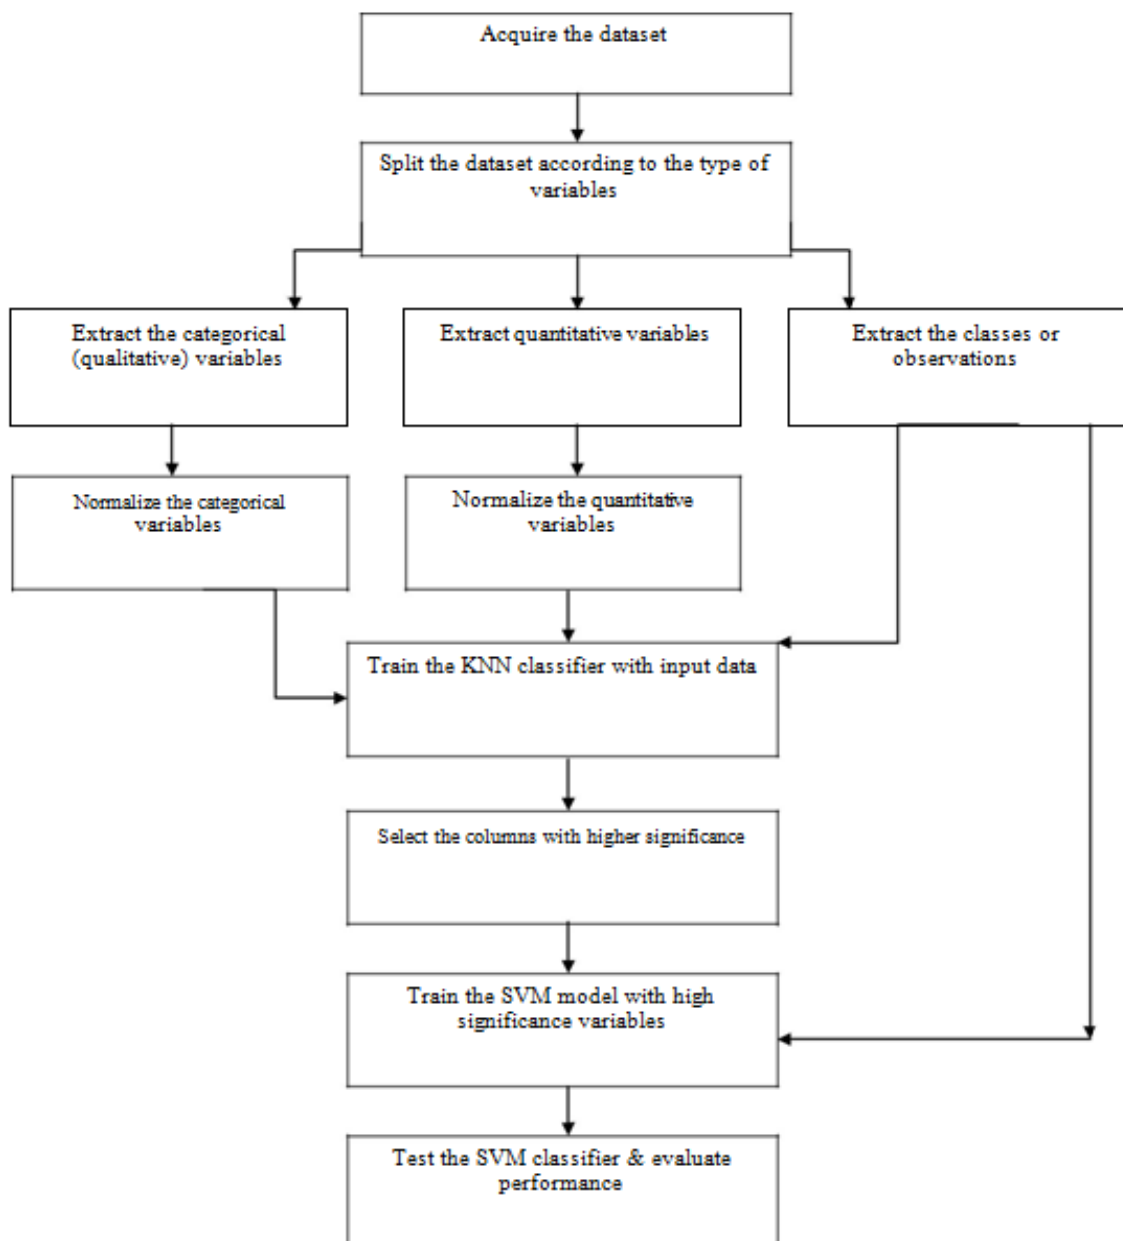 Acquire the dataset
Split the dataset according to the type of
variables
Extract the categorical
(qualitative) variables
Extract quantitative variables
Extract the classes or
observations
Normalize the categorical
variables
Normalize the quantitative
variables
Train the KNN classifier with input data
Select the columns with higher significance
Train the SVM model with high
significance variables
Test the SVM classifier & evaluate
performance